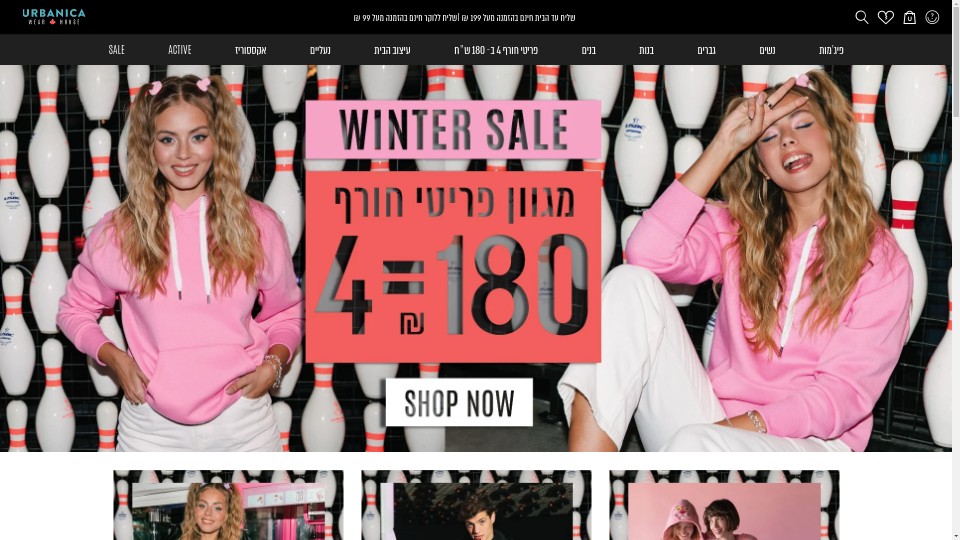 URBANICA
WEAR HOUSE
שליח עד הבית חינם בהזמנה מעל 199 ₪ |שליח ללוקר חינם בהזמנה מעל 99 ₪
פיג'מות
נשים
גברים
בנות
בנים
פריטי חורף 4 ב- 180 ש"ח
עיצוב הבית
נעליים
אקססוריז
ACTIVE
SALE
WINTER SALE
מגוון פריטי חורף
4=180
₪
SHOP NOW